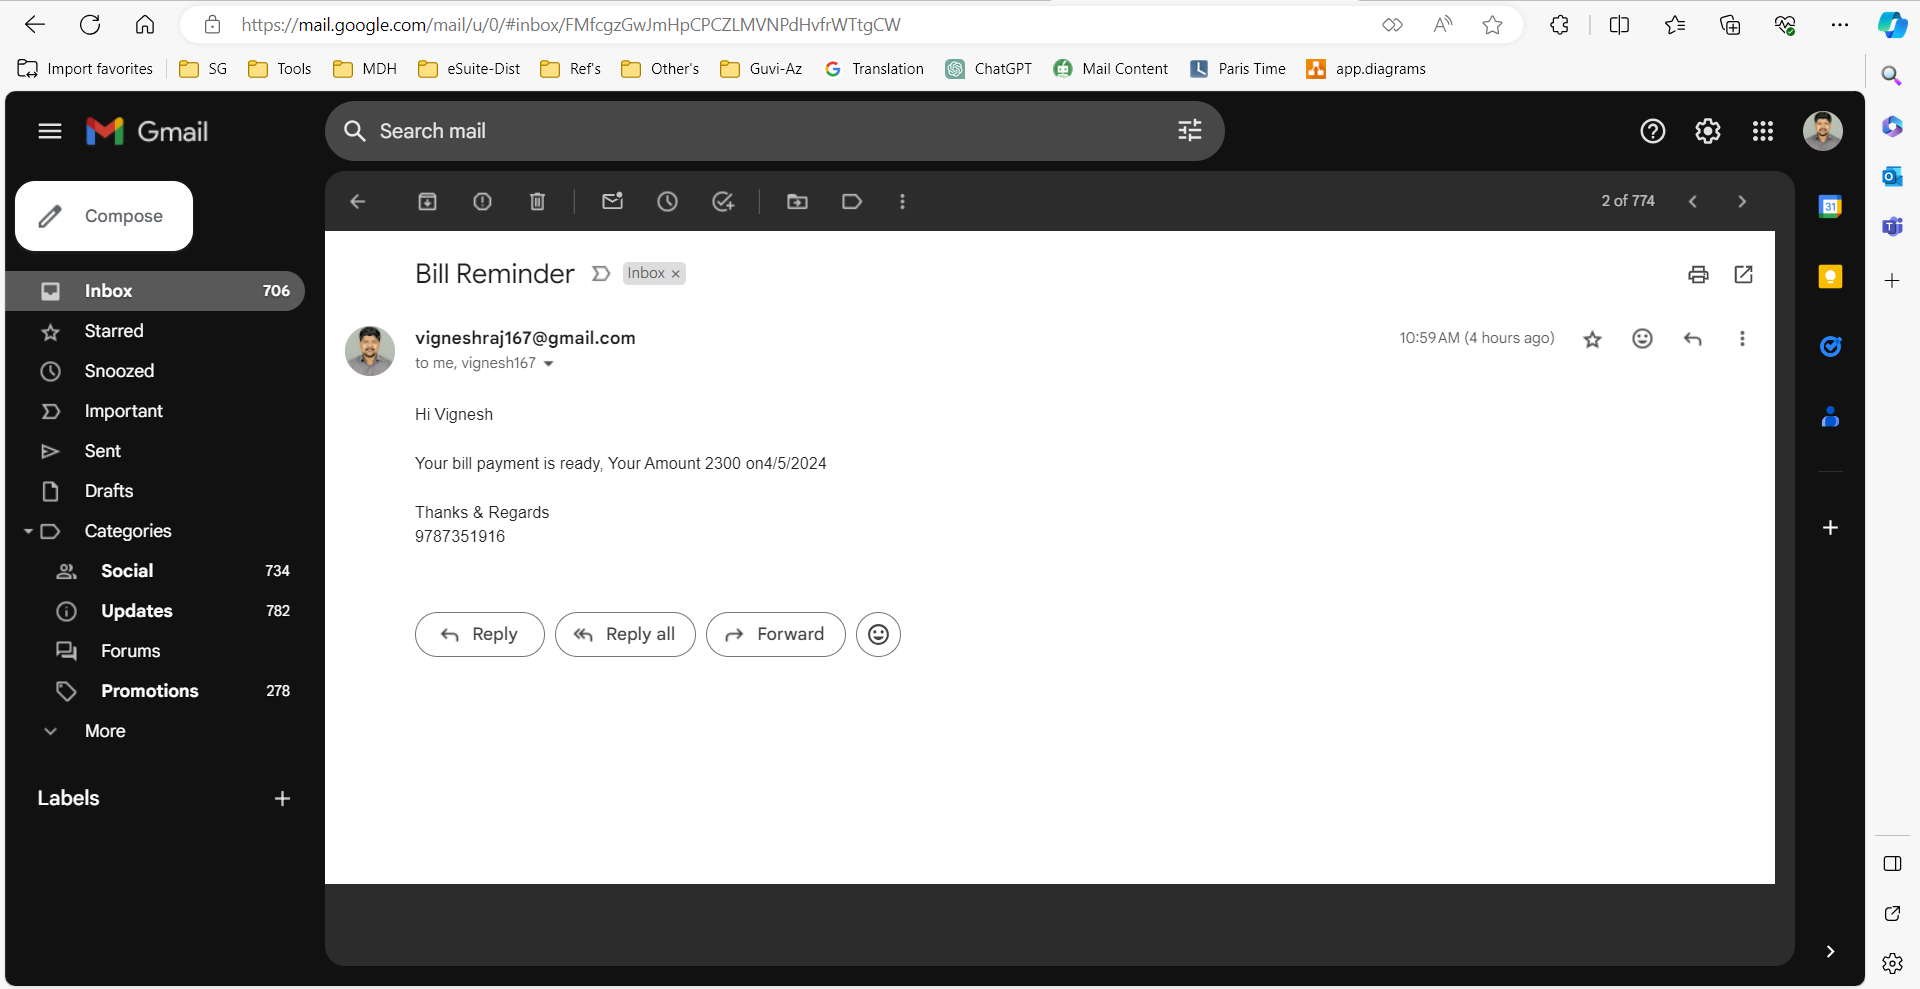 https://mail.google.com/mail/u/0/#inbox/FMfcgzGwJmHpCPCZLMVNPdHvfrWTtgCW
Import favorites SG Tools MDH eSuite-Dist Ref's Other's Guvi-Az Translation ChatGPT Mail Content Paris Time app.diagrams
Gmail
Search mail
Compose
2 of 774
Inbox 706
Starred
Snoozed
Important
Sent
Drafts
Categories
Social 734
Updates 782
Forums
Promotions 278
More
Labels
Bill Reminder Inbox
vigneshraj167@gmail.com
10:59 AM (4 hours ago)
to me, vignesh167
Hi Vignesh
Your bill payment is ready, Your Amount 2300 on4/5/2024
Thanks & Regards
9787351916
Reply Reply all Forward
31